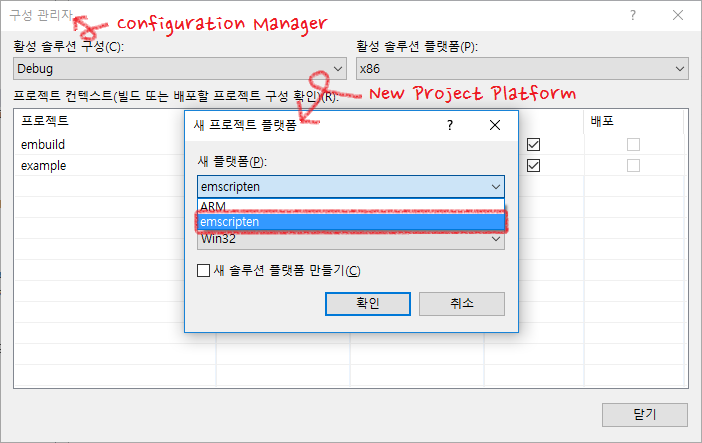 구성 관리자
Configuration Manager
활성 솔루션 구성(C):
활성 솔루션 플랫폼(P):
Debug
x86
프로젝트 컨텍스트(빌드 또는 배포할 프로젝트 구성 확인)(R):
New Project Platform
프로젝트
배포
embuild
example
새 프로젝트 플랫폼
새 플랫폼(P):
emscripten
ARM
emscripten
Win32
새 솔루션 플랫폼 만들기(C)
확인
취소
닫기